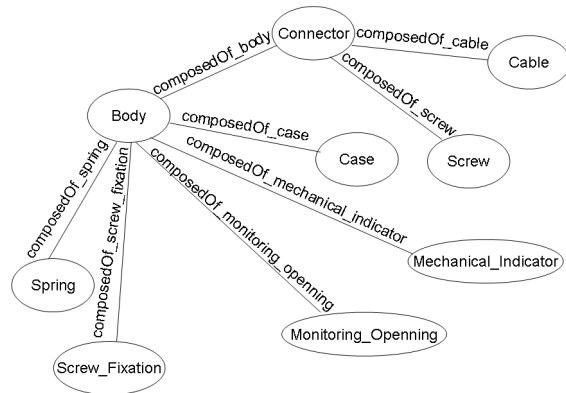 Connector
composedOf_cable
Cable
composedOf_body
composedOf_screw
Body
composedOf_case
Case
Screw
composedOf_spring
composedOf_screw_fixation
composedOf_monitoring_openning
composedOf_mechanical_indicator
Mechanical_Indicator
Spring
Monitoring_Openning
Screw_Fixation